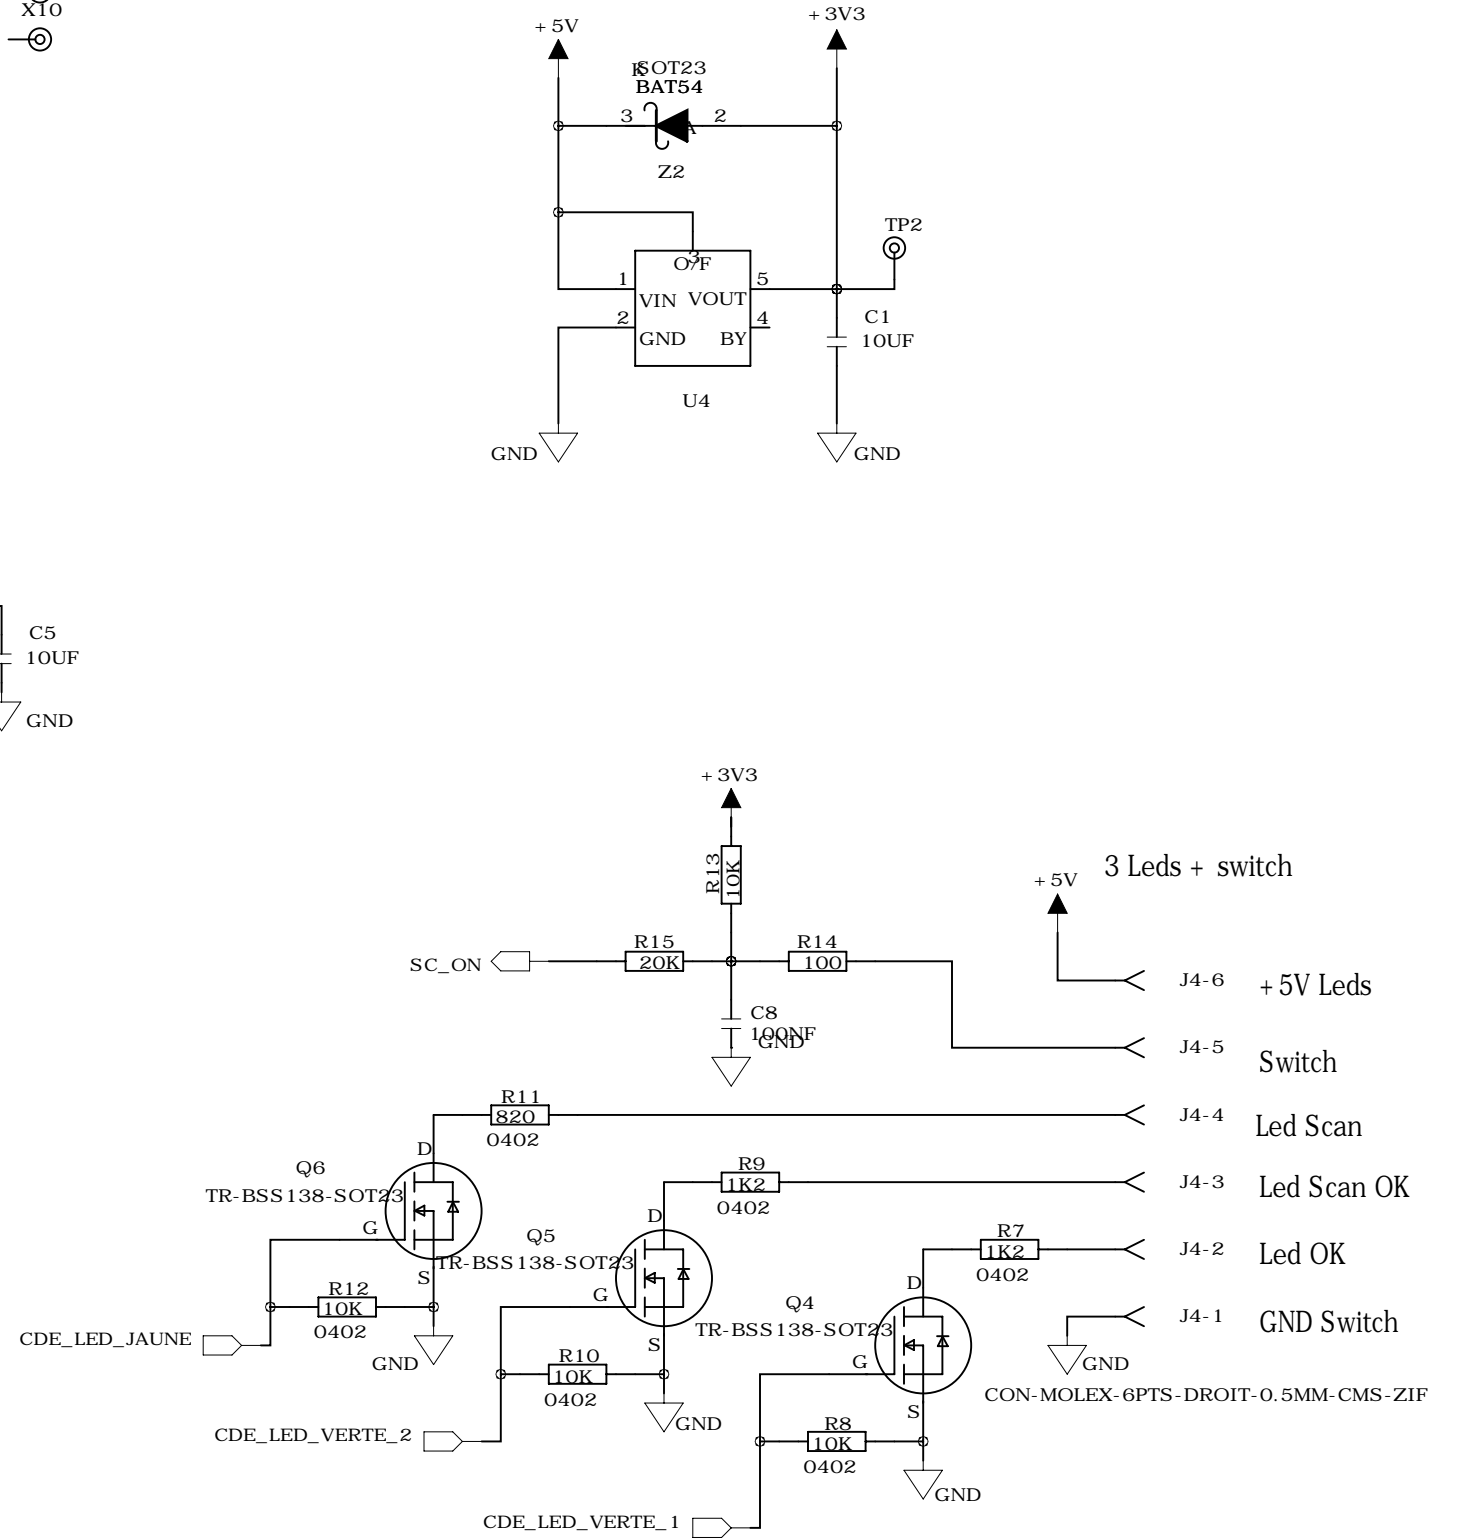 X10
+5V
+3V3
K
SOT23
BAT54
3
2
A
Z2
TP2
3
O/F
1
5
VIN
VOUT
2
4
GND
BY
C1
10UF
U4
GND
GND
C5
10UF
GND
+3V3
R13
10K
3 Leds + switch
+5V
R15
20K
R14
100
SC_ON
J4-6
+5V Leds
C8
100NF
GND
J4-5
Switch
R11
820
0402
J4-4
Led Scan
D
Q6
TR-BSS138-SOT23
G
S
R9
1K2
0402
J4-3
Led Scan OK
D
Q5
TR-BSS138-SOT23
G
S
R7
1K2
0402
J4-2
Led OK
D
Q4
TR-BSS138-SOT23
G
S
R12
10K
0402
CDE_LED_JAUNE
GND
J4-1
GND Switch
GND
CON-MOLEX-6PTS-DROIT-0.5MM-CMS-ZIF
R10
10K
0402
CDE_LED_VERTE_2
GND
R8
10K
0402
GND
CDE_LED_VERTE_1